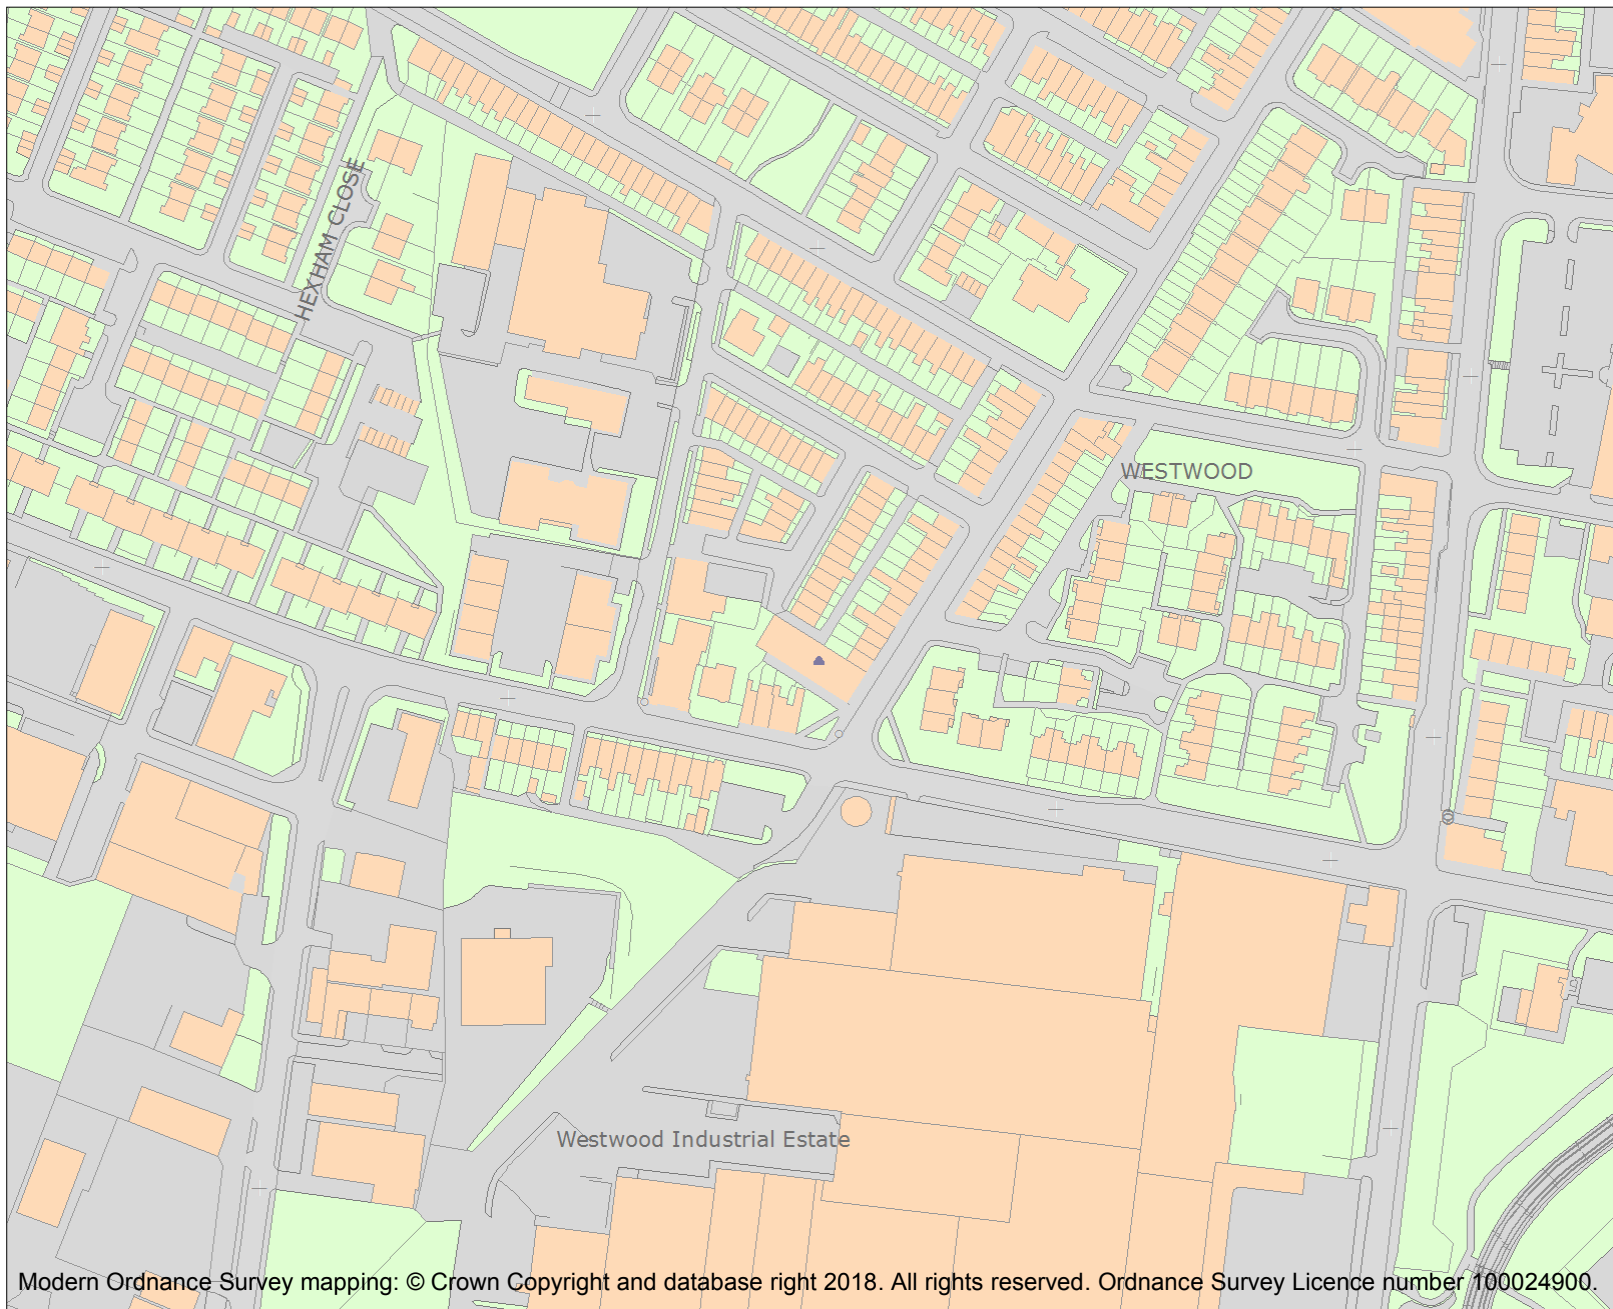 HEXHAM CLOSE
WESTWOOD
Westwood Industrial Estate
Modern Ordnance Survey mapping: © Crown Copyright and database right 2018. All rights reserved. Ordnance Survey Licence number 100024900.